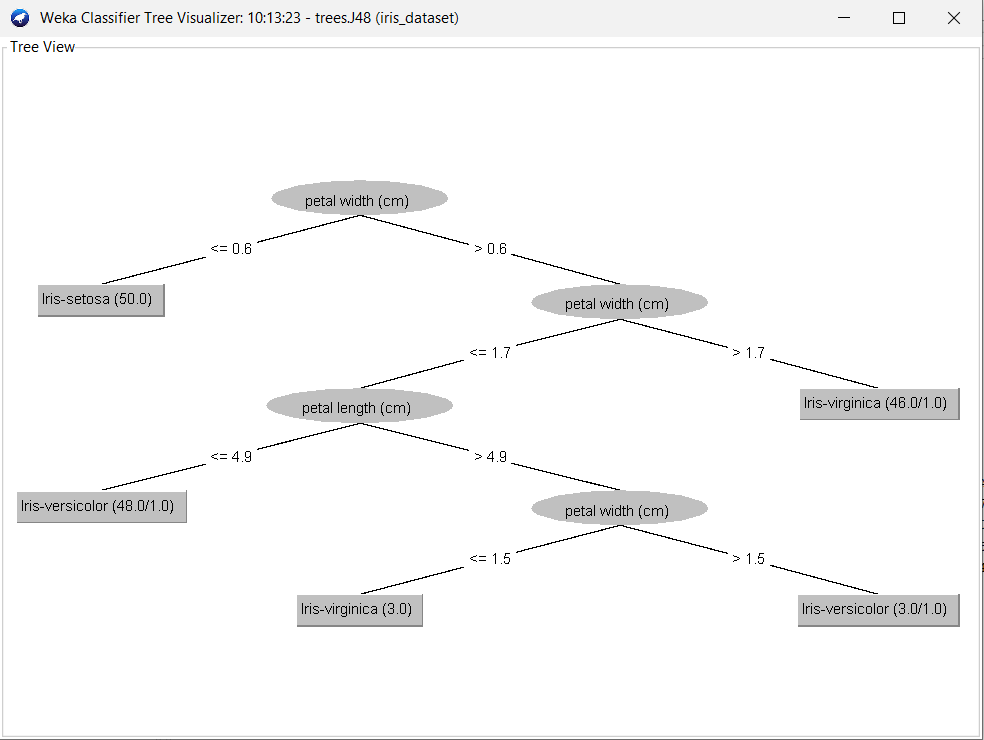 Weka Classifier Tree Visualizer: 10:13:23 - trees.J48 (iris_dataset)
Tree View
petal width (cm)
<= 0.6
> 0.6
Iris-setosa (50.0)
petal width (cm)
<= 1.7
> 1.7
petal length (cm)
Iris-virginica (46.0/1.0)
<= 4.9
> 4.9
Iris-versicolor (48.0/1.0)
petal width (cm)
<= 1.5
> 1.5
Iris-virginica (3.0)
Iris-versicolor (3.0/1.0)